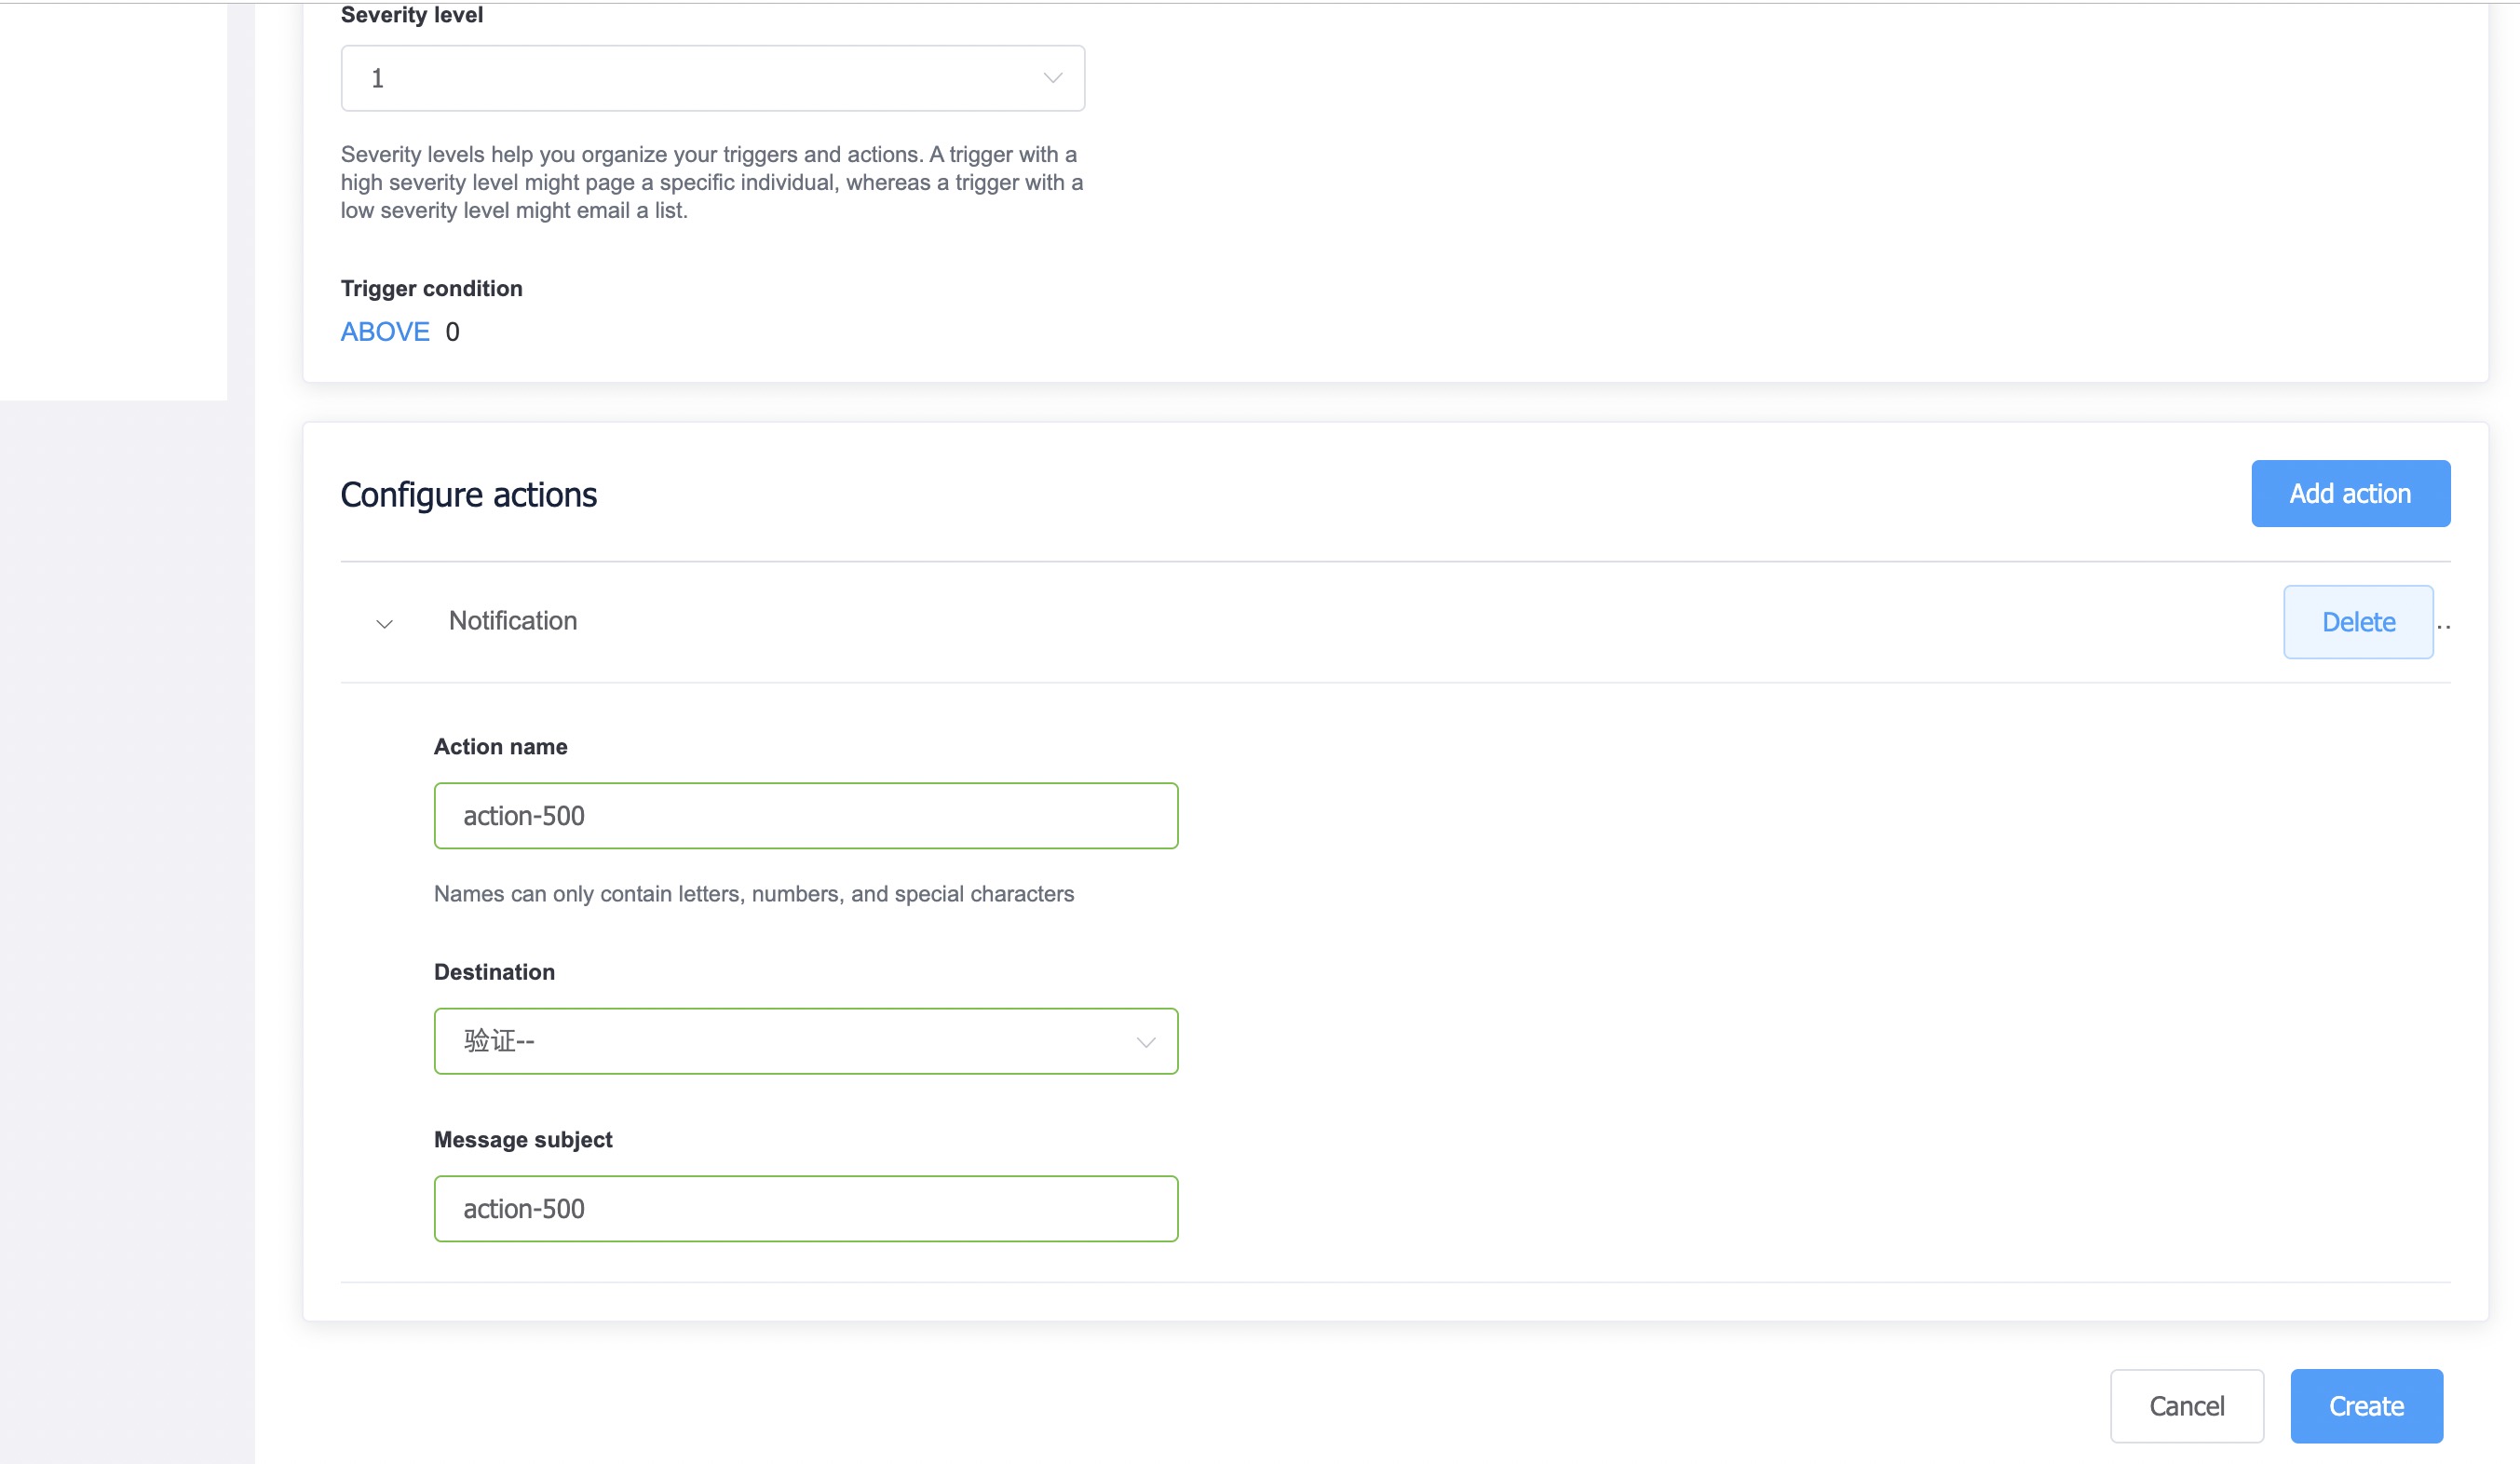 Severity level
1
Severity levels help you organize your triggers and actions. A trigger with a
high severity level might page a specific individual, whereas a trigger with a
low severity level might email a list.
Trigger condition
ABOVE 0
Configure actions
Add action
Notification
Delete
..
Action name
action-500
Names can only contain letters, numbers, and special characters
Destination
验证--
Message subject
action-500
Cancel
Create